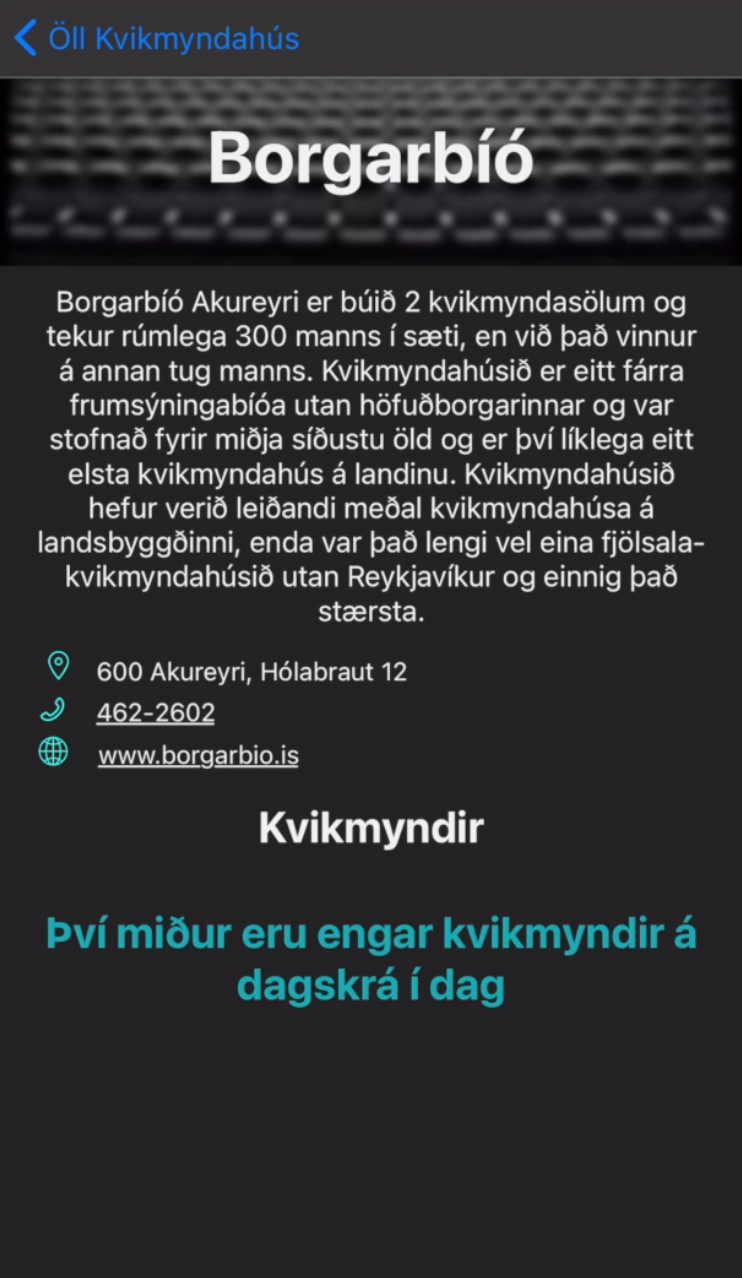 Öll Kvikmyndahús
Borgarbíó
Borgarbíó Akureyri er búið 2 kvikmyndasölum og
tekur rúmlega 300 manns í sæti, en við það vinnur
á annan tug manns. Kvikmyndahúsið er eitt fárra
frumsýningabíóa utan höfuðborgarinnar og var
stofnað fyrir miðja síðustu öld og er því líklega eitt
elsta kvikmyndahús á landinu. Kvikmyndahúsið
hefur verið leiðandi meðal kvikmyndahúsa á
landsbyggðinni, enda var það lengi vel eina fjölsala-
kvikmyndahúsið utan Reykjavíkur og einnig það
stærsta.
600 Akureyri, Hólabraut 12
462-2602
www.borgarbio.is
Kvikmyndir
Því miður eru engar kvikmyndir á
dagskrá í dag